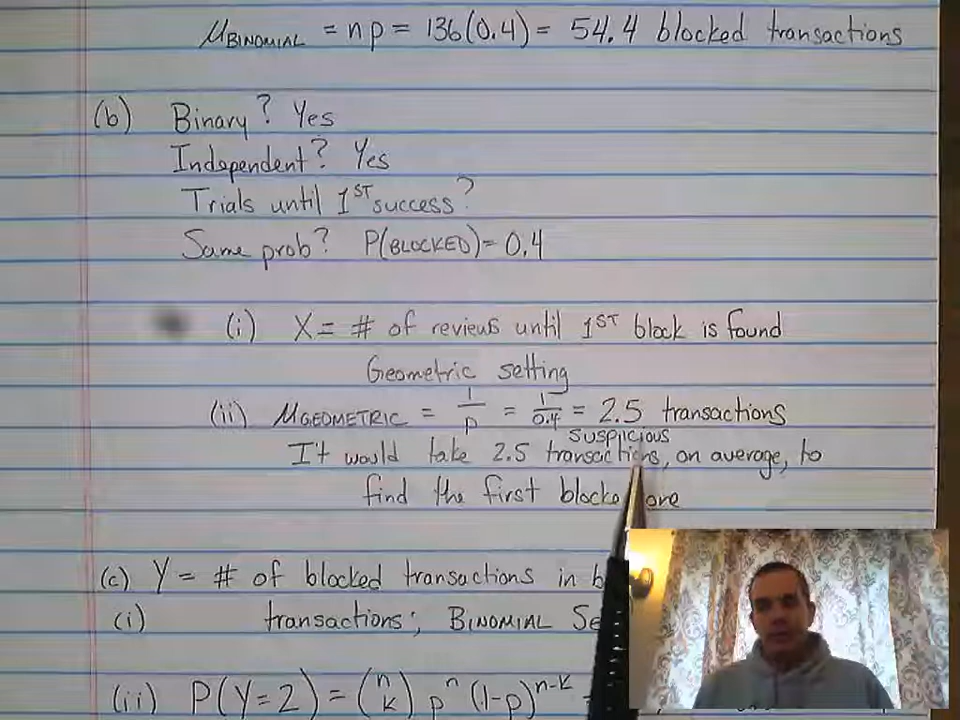 μBINOMIAL = np = 136(0.4) = 54.4 blocked transactions
(b) Binary? Yes
Independent? Yes
Trials until 1ST success?
Same prob? P(BLOCKED)=0.4
(i) X = # of reviews until 1ST block is found
Geometric setting
(ii) μGEOMETRIC = 1/p = 1/0.4 = 2.5 transactions
suspicious
It would take 2.5 transactions, on average, to
find the first blocke one
(c) Y = # of blocked transactions in
(i) transactions; BINOMIAL
(ii) P(Y=2) = (n k) p^n (1-p)^n-k